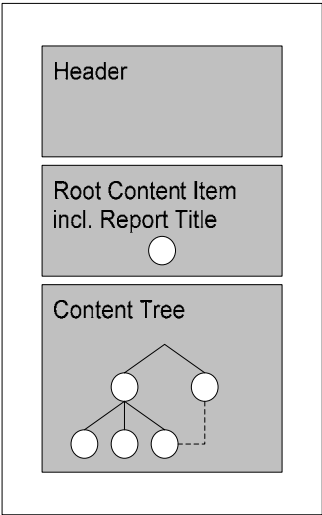 Header
Root Content Item
incl. Report Title
Content Tree